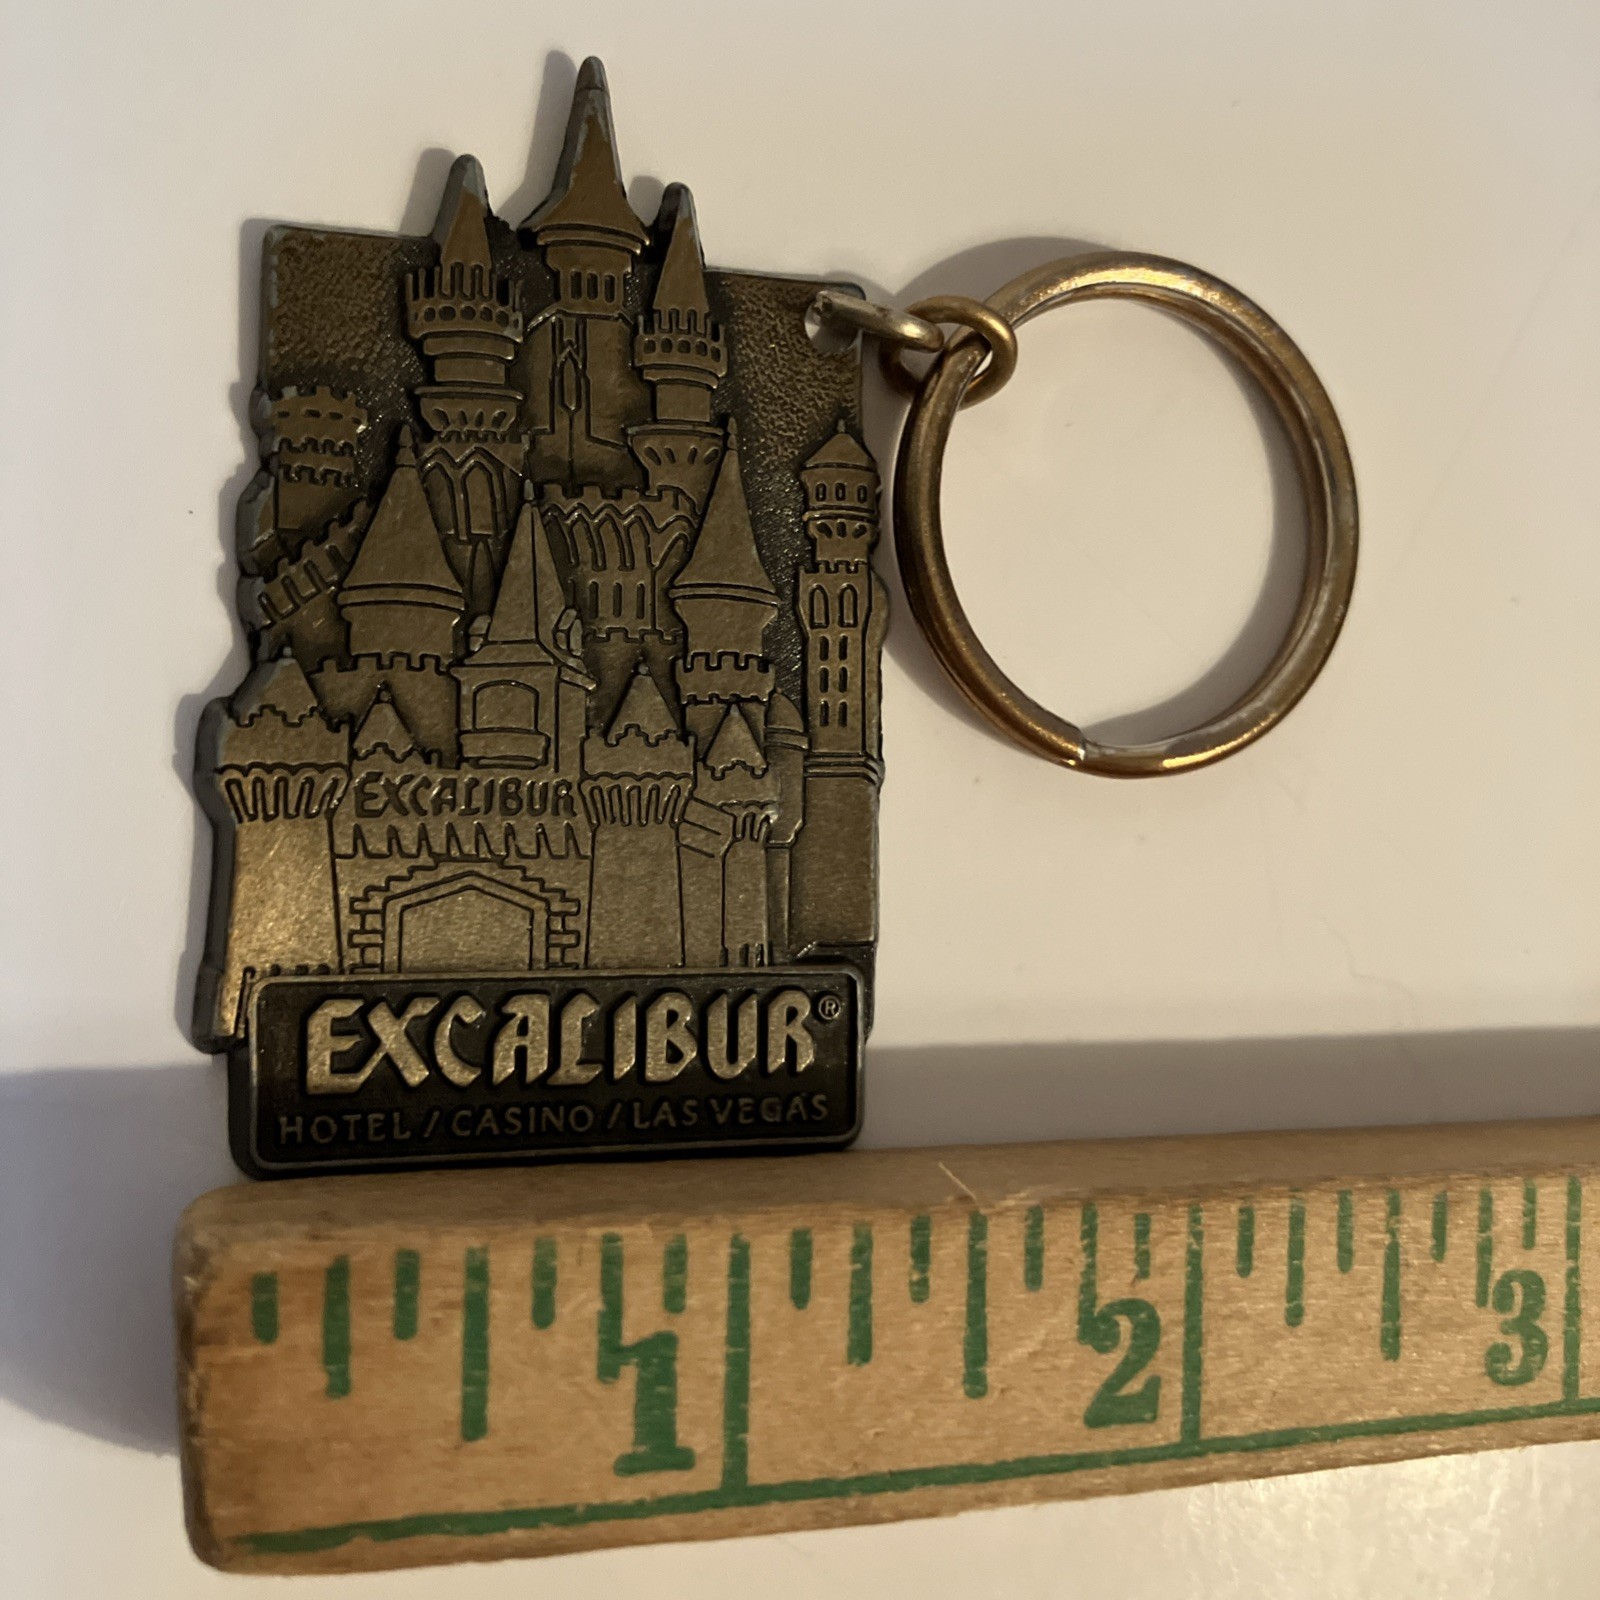 EXCALIBUR
EXCALIBUR®
HOTEL / CASINO / LAS VEGAS
1 2 3